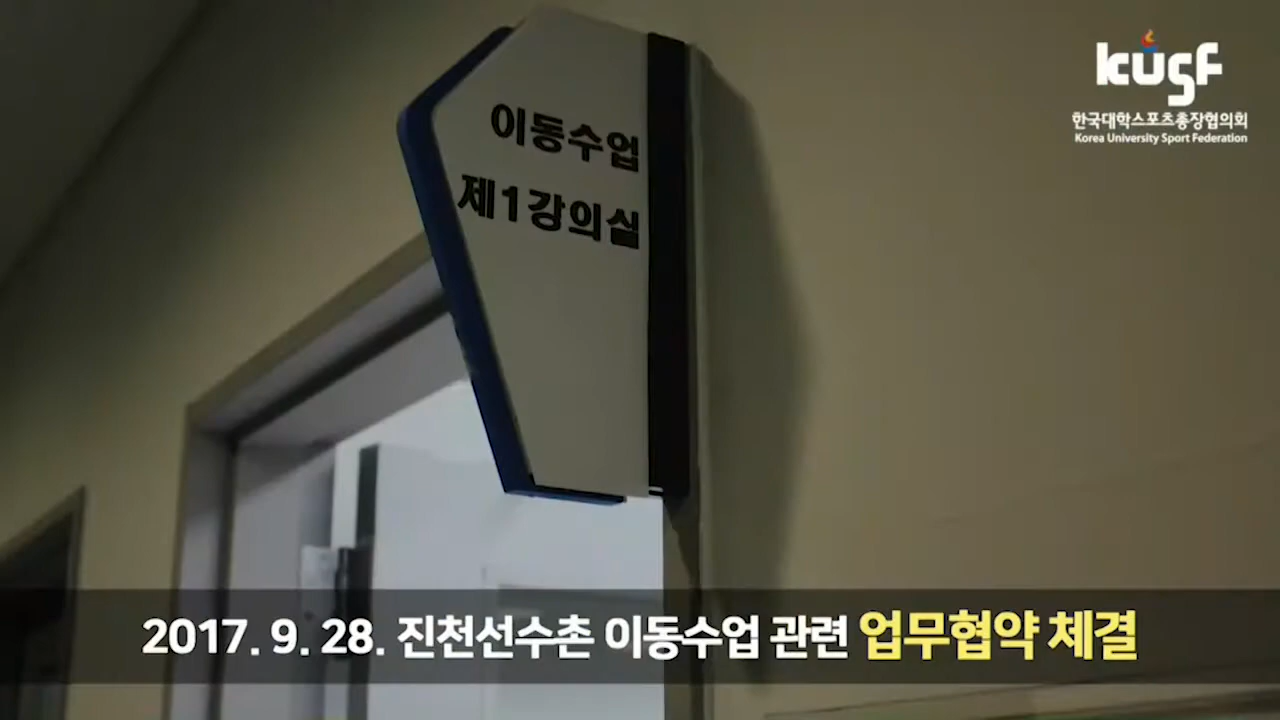 kusf
한국대학스포츠총장협의회
Korea University Sport Federation
이동수업
제1강의실
2017. 9. 28. 진천선수촌 이동수업 관련 업무협약 체결